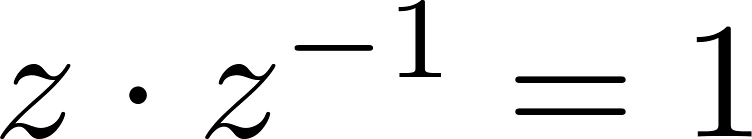 z · z⁻¹ = 1